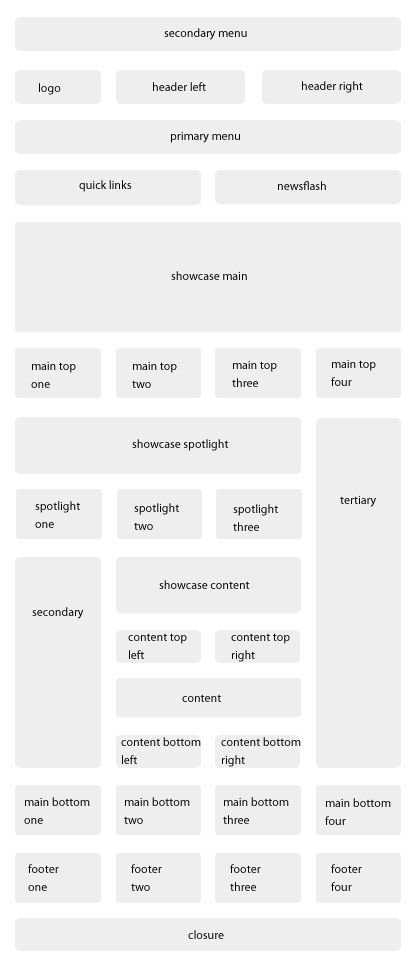 secondary menu
logo
header left
header right
primary menu
quick links
newsflash
showcase main
main top
one
main top
two
main top
three
main top
four
showcase spotlight
tertiary
spotlight
one
spotlight
two
spotlight
three
secondary
showcase content
content top
left
content top
right
content
content bottom
left
content bottom
right
main bottom
one
main bottom
two
main bottom
three
main bottom
four
footer
one
footer
two
footer
three
footer
four
closure